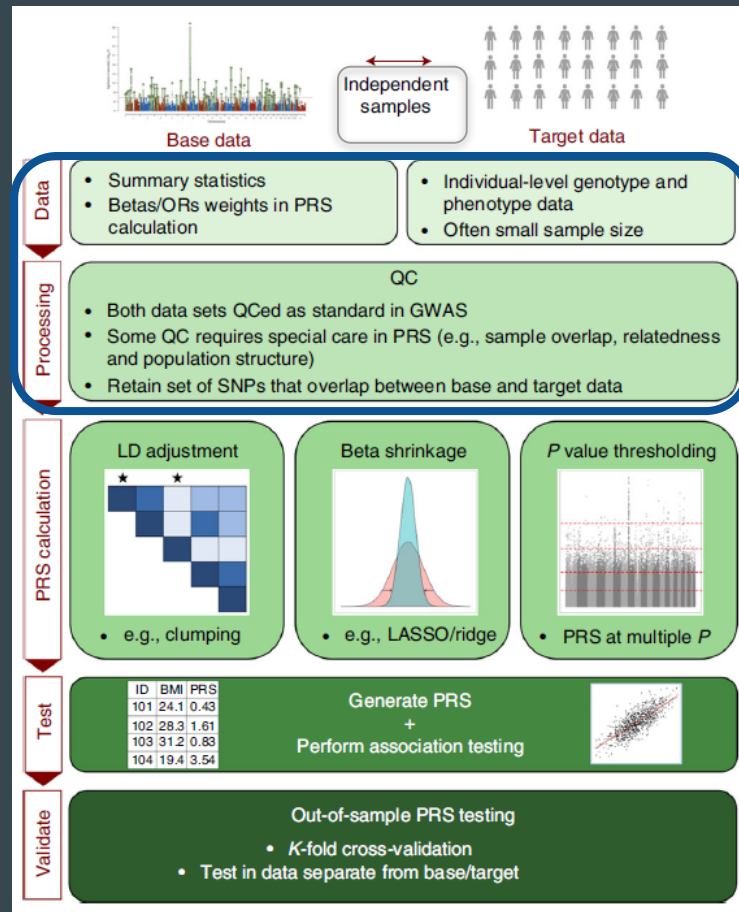 Independent
samples
Base data
Target data
Data
• Summary statistics
• Betas/ORs weights in PRS
calculation
• Individual-level genotype and
phenotype data
• Often small sample size
Processing
QC
• Both data sets QCed as standard in GWAS
• Some QC requires special care in PRS (e.g., sample overlap, relatedness
and population structure)
• Retain set of SNPs that overlap between base and target data
PRS calculation
LD adjustment
• e.g., clumping
Beta shrinkage
• e.g., LASSO/ridge
P value thresholding
• PRS at multiple P
Test
ID BMI PRS
101 24.1 0.43
102 28.3 1.61
103 31.2 0.83
104 19.4 3.54
Generate PRS
+
Perform association testing
Validate
Out-of-sample PRS testing
• K-fold cross-validation
• Test in data separate from base/target